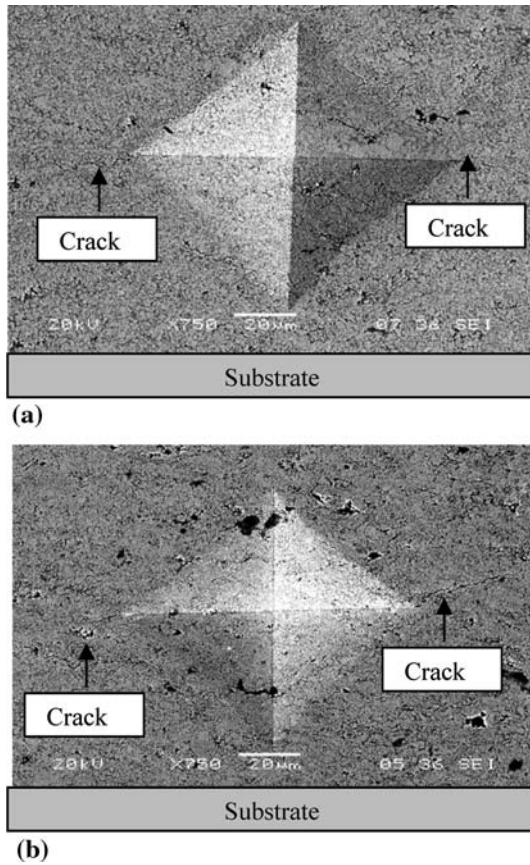 Crack
Crack
20kV X750 20µm 07 36 SEI
Substrate
(a)
Crack
Crack
20kV X750 20µm 05 36 SEI
Substrate
(b)